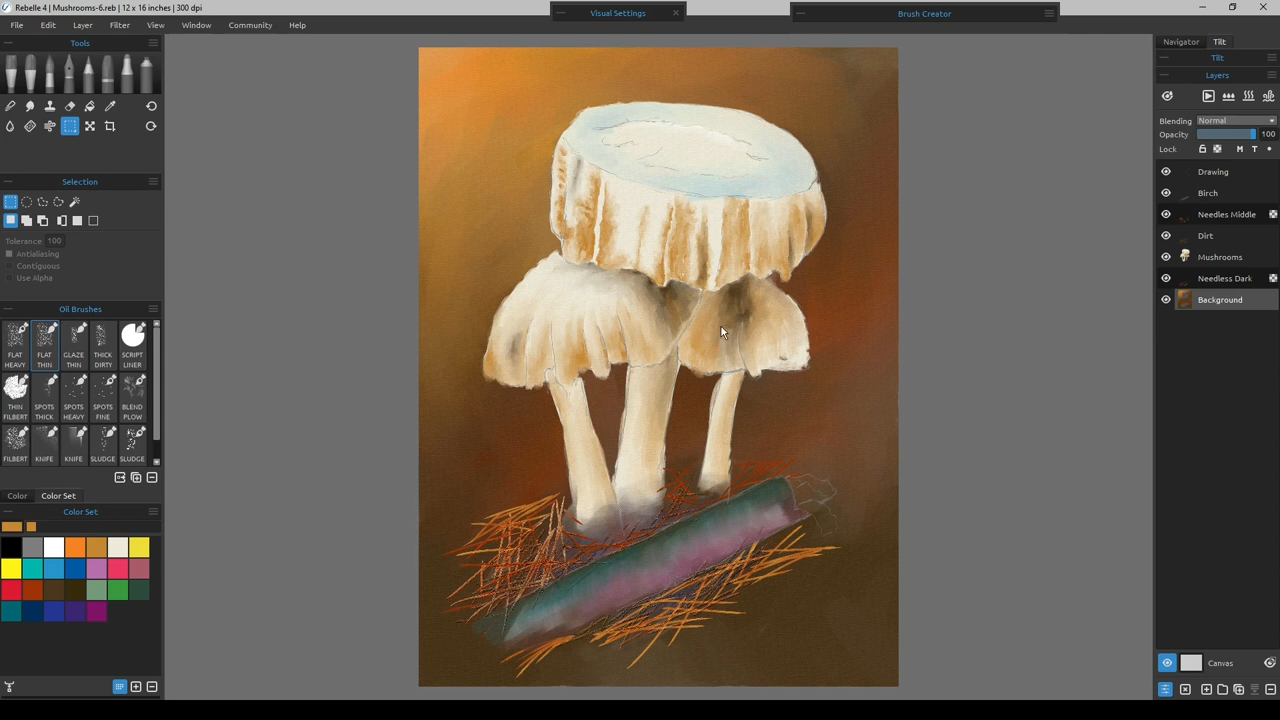 Rebelle 4 | Mushrooms-6.reb | 12 x 16 inches | 300 dpi
Visual Settings
Brush Creator
File Edit Layer Filter View Window Community Help
Tools
Selection
Tolerance 100
Antialiasing
Contiguous
Use Alpha
Oil Brushes
FLAT HEAVY
FLAT THIN
GLAZE THIN
THICK DIRTY
SCRIPT LINER
THIN FILBERT
SPOTS THICK
SPOTS HEAVY
SPOTS FINE
BLEND PLOW
FILBERT KNIFE KNIFE SLUDGE SLUDGE
Color Color Set
Color Set
Navigator Tilt
Tilt
Layers
Blending Normal
Opacity 100
Lock M T
Drawing
Birch
Needles Middle
Dirt
Mushrooms
Needless Dark
Background
Canvas